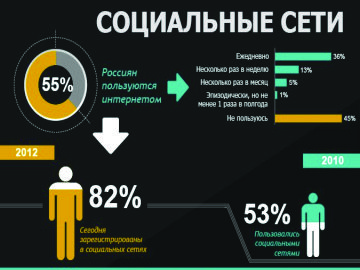 СОЦИАЛЬНЫЕ СЕТИ
55%
Россиян
пользуются
интернетом
Ежедневно 36%
Несколько раз в неделю 13%
Несколько раз в месяц 5%
Эпизодически, но не
менее 1 раза в полгода 1%
Не пользуюсь 45%
2012
82%
Сегодня
зарегистрированы
в социальных сетях
2010
53%
Пользовались
социальными
сетями